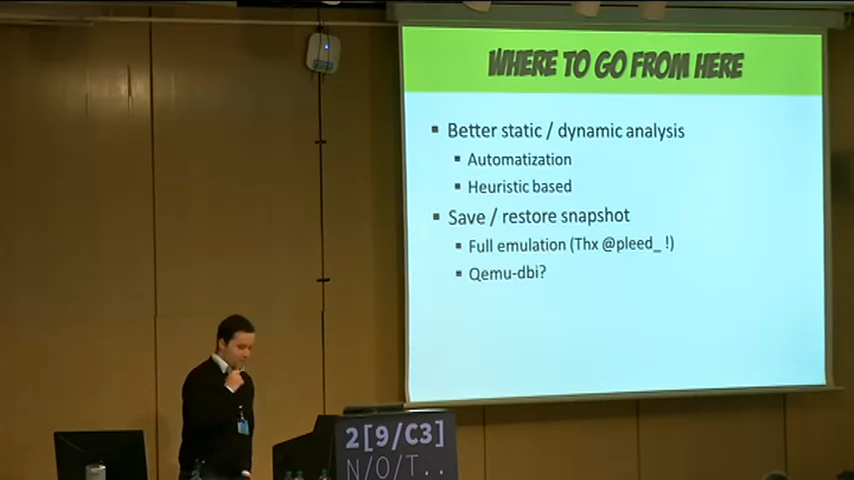 WHERE TO GO FROM HERE
▪ Better static / dynamic analysis
▪ Automatization
▪ Heuristic based
▪ Save / restore snapshot
▪ Full emulation (Thx @pleed_ !)
▪ Qemu-dbi?
2[9/C3]
N/O/T..